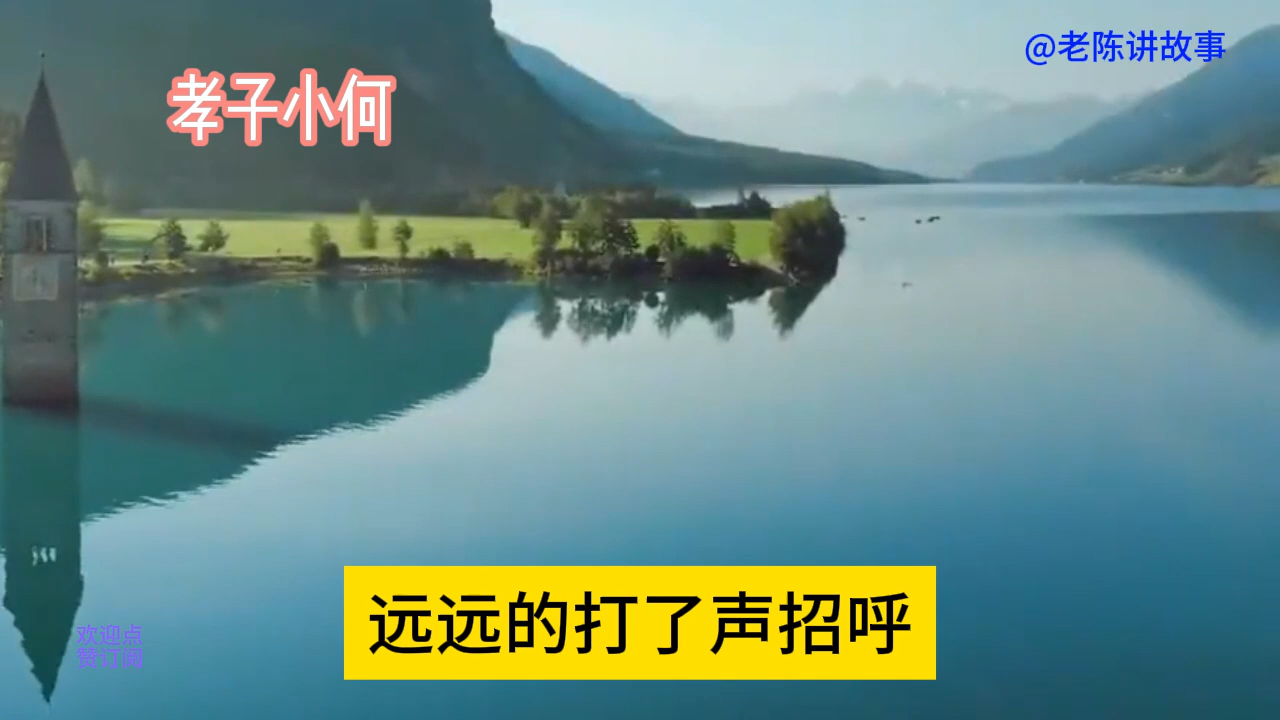 @老陈讲故事
孝子小何
远远的打了声招呼
欢迎点
赞订阅